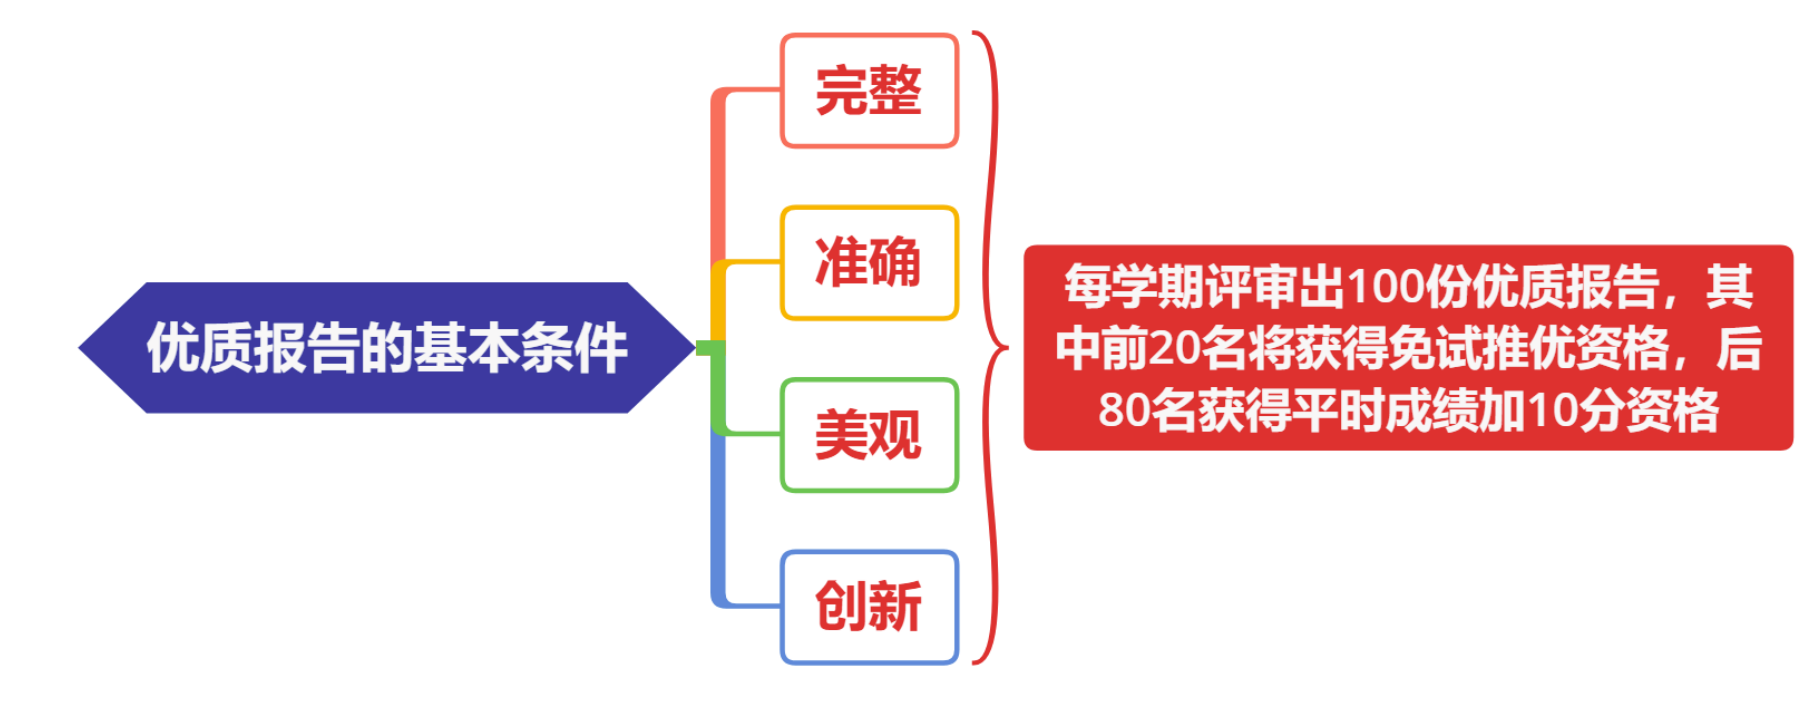 优质报告的基本条件
完整
准确
美观
创新
每学期评审出100份优质报告，其
中前20名将获得免试推优资格，后
80名获得平时成绩加10分资格